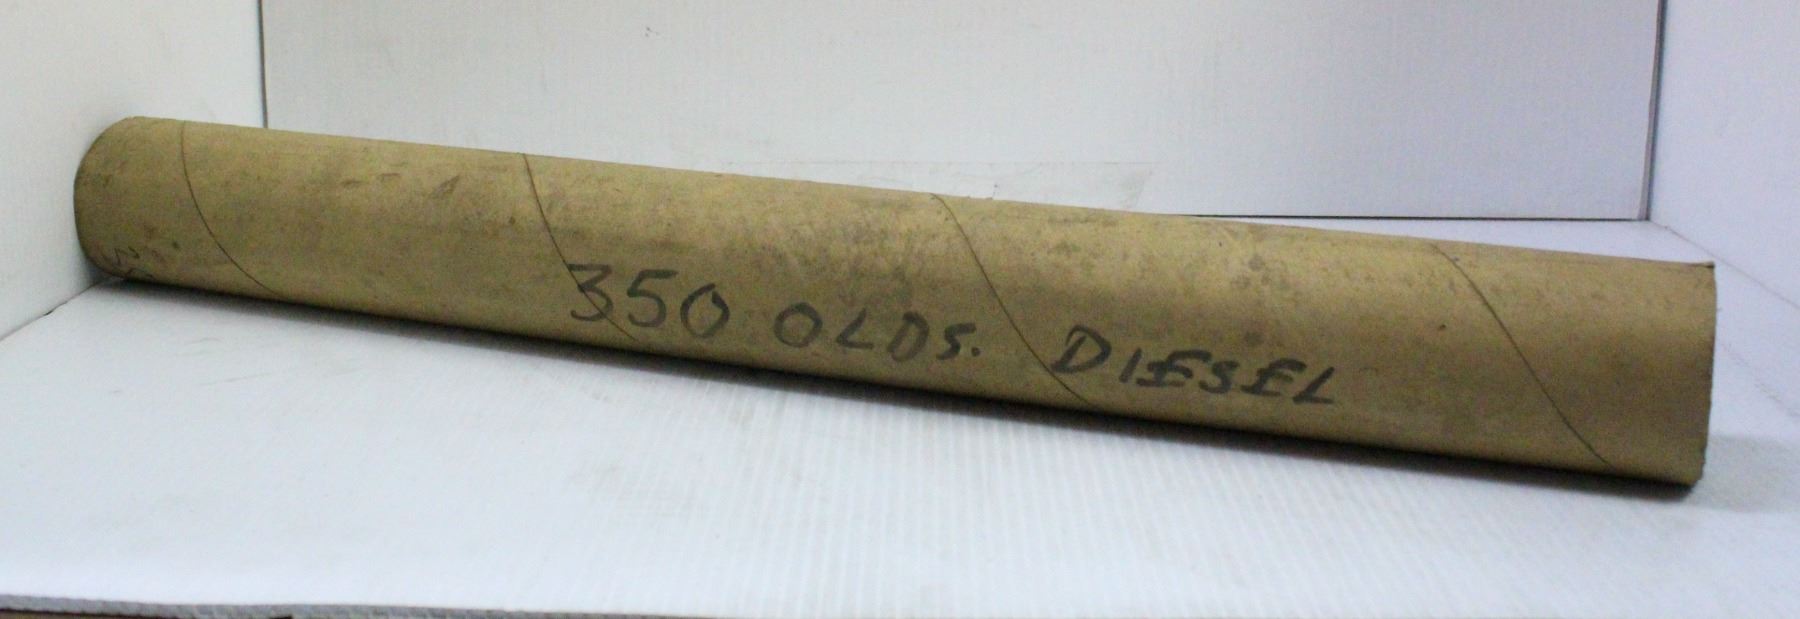 350 OLDS. DIESEL